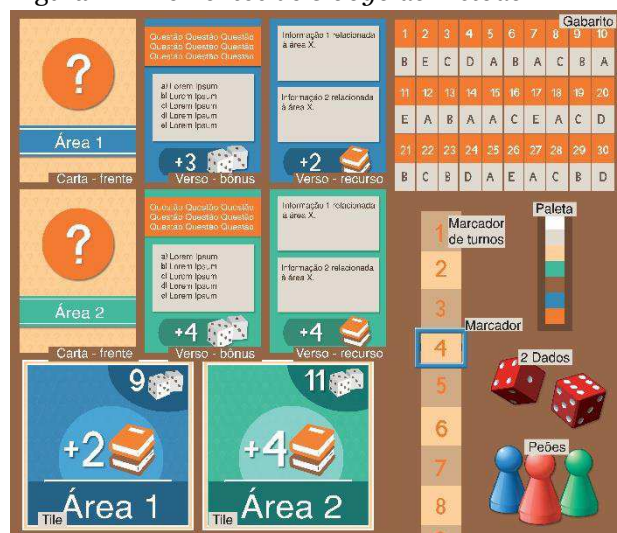 ?
Área 1
Carta - frente
Questão Questão Questão
Questão Questão Questão
Questão Questão Questão
a) Lorem Ipsum
b) Lorem Ipsum
c) Lorem Ipsum
d) Lorem Ipsum
e) Lorem Ipsum
+3
Verso - bônus
Informação 1 relacionada
à área X.
Informação 2 relacionada
à área X.
+2
Verso - recurso
Gabarito
1 2 3 4 5 6 7 8 9 10
B E C D A B A C B A
11 12 13 14 15 16 17 18 19 20
E A B A A C E A C D
21 22 23 24 25 26 27 28 29 30
B C B D A E A C B D
?
Área 2
Carta - frente
Questão Questão Questão
Questão Questão Questão
Questão Questão Questão
a) Lorem Ipsum
b) Lorem Ipsum
c) Lorem Ipsum
d) Lorem Ipsum
e) Lorem Ipsum
+4
Verso - bônus
Informação 1 relacionada
à área X.
Informação 2 relacionada
à área X.
+4
Verso - recurso
9
+2
Área 1
Tile
11
+4
Área 2
Tile
Marcador
de turnos
1
2
3
Marcador
4
5
6
7
8
Paleta
2 Dados
Peões